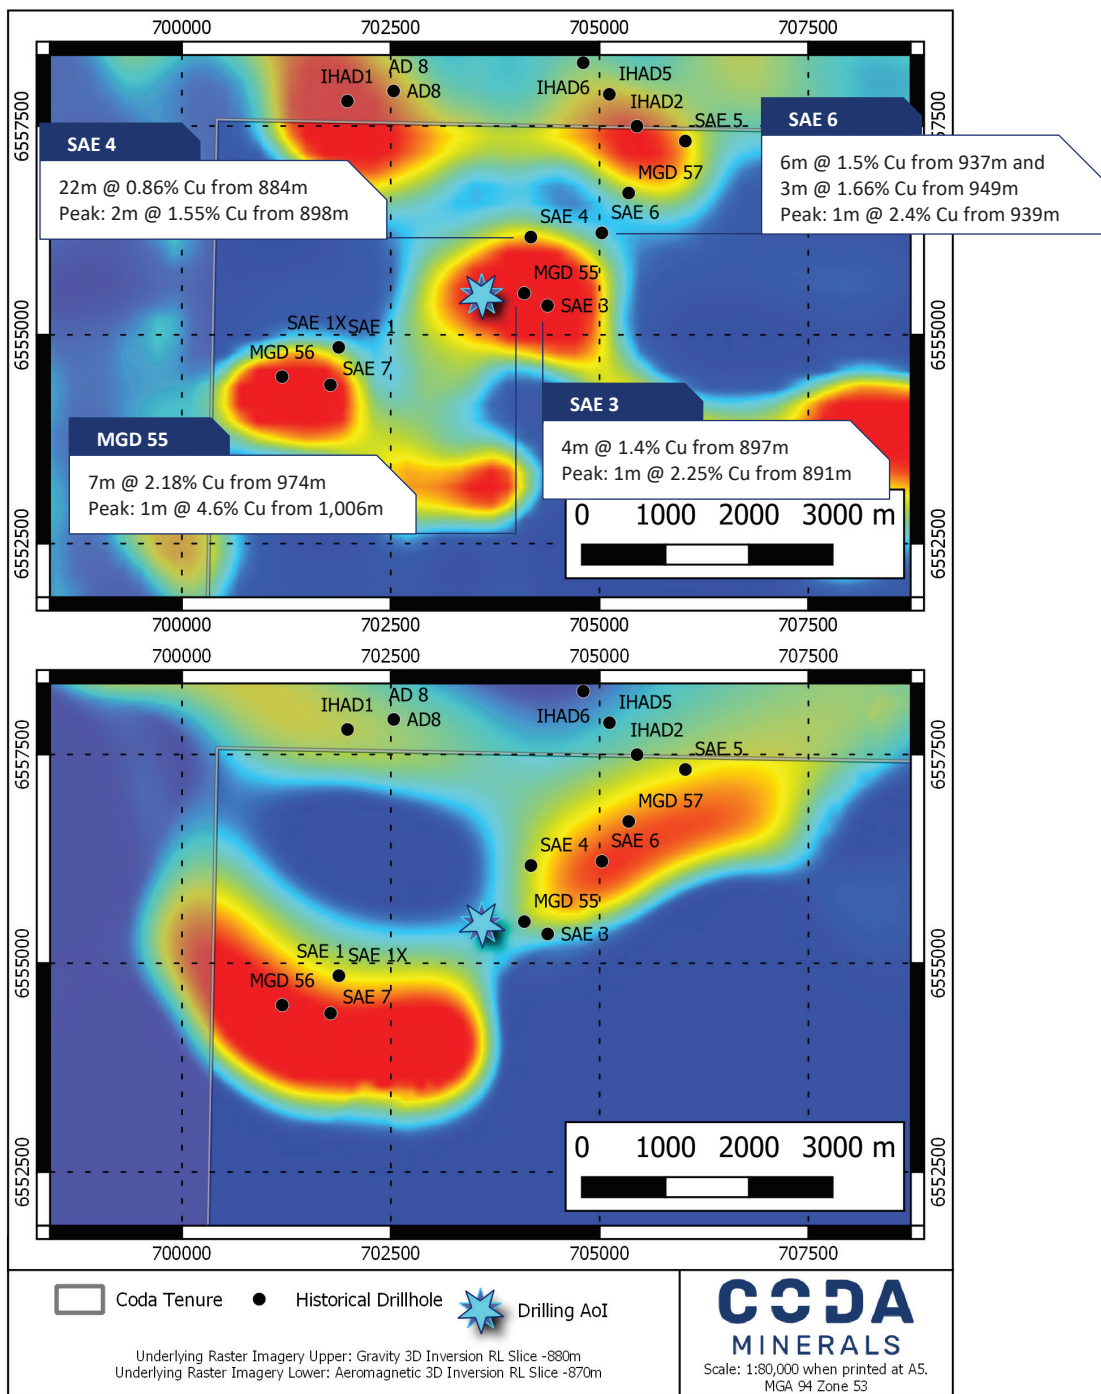 700000 702500 705000 707500
AD 8
IHAD1
AD8
IHAD6
IHAD5
IHAD2
SAE 5
6557500
6557500
SAE 4
22m @ 0.86% Cu from 884m
Peak: 2m @ 1.55% Cu from 898m
SAE 6
6m @ 1.5% Cu from 937m and
3m @ 1.66% Cu from 949m
Peak: 1m @ 2.4% Cu from 939m
MGD 57
SAE 4
SAE 6
MGD 55
SAE 3
6555000
6555000
SAE 1X SAE 1
MGD 56
SAE 7
MGD 55
7m @ 2.18% Cu from 974m
Peak: 1m @ 4.6% Cu from 1,006m
SAE 3
4m @ 1.4% Cu from 897m
Peak: 1m @ 2.25% Cu from 891m
0 1000 2000 3000 m
6552500
6552500
700000 702500 705000 707500
700000 702500 705000 707500
AD 8
IHAD1
AD8
IHAD6
IHAD5
IHAD2
SAE 5
6557500
6557500
MGD 57
SAE 4
SAE 6
MGD 55
SAE 3
6555000
6555000
SAE 1 SAE 1X
MGD 56
SAE 7
0 1000 2000 3000 m
6552500
6552500
700000 702500 705000 707500
Coda Tenure
Historical Drillhole
Drilling AoI
Underlying Raster Imagery Upper: Gravity 3D Inversion RL Slice -880m
Underlying Raster Imagery Lower: Aeromagnetic 3D Inversion RL Slice -870m
CODA
MINERALS
Scale: 1:80,000 when printed at A5.
MGA 94 Zone 53